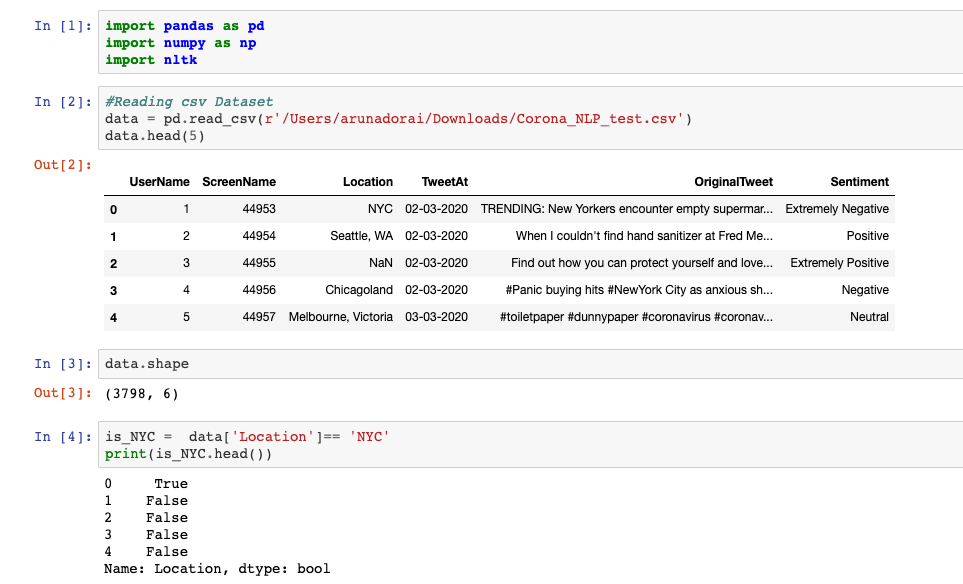 In [1]: import pandas as pd
import numpy as np
import nltk
In [2]: #Reading csv Dataset
data = pd.read_csv(r'/Users/arunadorai/Downloads/Corona_NLP_test.csv')
data.head(5)
Out[2]:
UserName ScreenName Location TweetAt OriginalTweet Sentiment
0 1 44953 NYC 02-03-2020 TRENDING: New Yorkers encounter empty supermar... Extremely Negative
1 2 44954 Seattle, WA 02-03-2020 When I couldn't find hand sanitizer at Fred Me... Positive
2 3 44955 NaN 02-03-2020 Find out how you can protect yourself and love... Extremely Positive
3 4 44956 Chicagoland 02-03-2020 #Panic buying hits #NewYork City as anxious sh... Negative
4 5 44957 Melbourne, Victoria 03-03-2020 #toiletpaper #dunnypaper #coronavirus #coronav... Neutral
In [3]: data.shape
Out[3]: (3798, 6)
In [4]: is_NYC =  data['Location']== 'NYC'
print(is_NYC.head())
0 True
1 False
2 False
3 False
4 False
Name: Location, dtype: bool